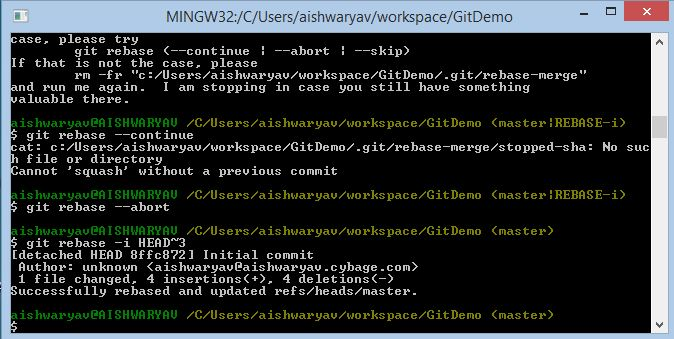 MINGW32:/C/Users/aishwaryav/workspace/GitDemo
case, please try
git rebase (--continue | --abort | --skip)
If that is not the case, please
rm -fr "c:/Users/aishwaryav/workspace/GitDemo/.git/rebase-merge"
and run me again.  I am stopping in case you still have something
valuable there.
aishwaryav@AISHWARYAV /C/Users/aishwaryav/workspace/GitDemo (master|REBASE-i)
$ git rebase --continue
cat: c:/Users/aishwaryav/workspace/GitDemo/.git/rebase-merge/stopped-sha: No suc
h file or directory
Cannot 'squash' without a previous commit
aishwaryav@AISHWARYAV /C/Users/aishwaryav/workspace/GitDemo (master|REBASE-i)
$ git rebase --abort
aishwaryav@AISHWARYAV /C/Users/aishwaryav/workspace/GitDemo (master)
$ git rebase -i HEAD~3
[detached HEAD 8ffc872] Initial commit
Author: unknown <aishwaryav@aishwaryav.cybage.com>
1 file changed, 4 insertions(+), 4 deletions(-)
Successfully rebased and updated refs/heads/master.
aishwaryav@AISHWARYAV /C/Users/aishwaryav/workspace/GitDemo (master)
$